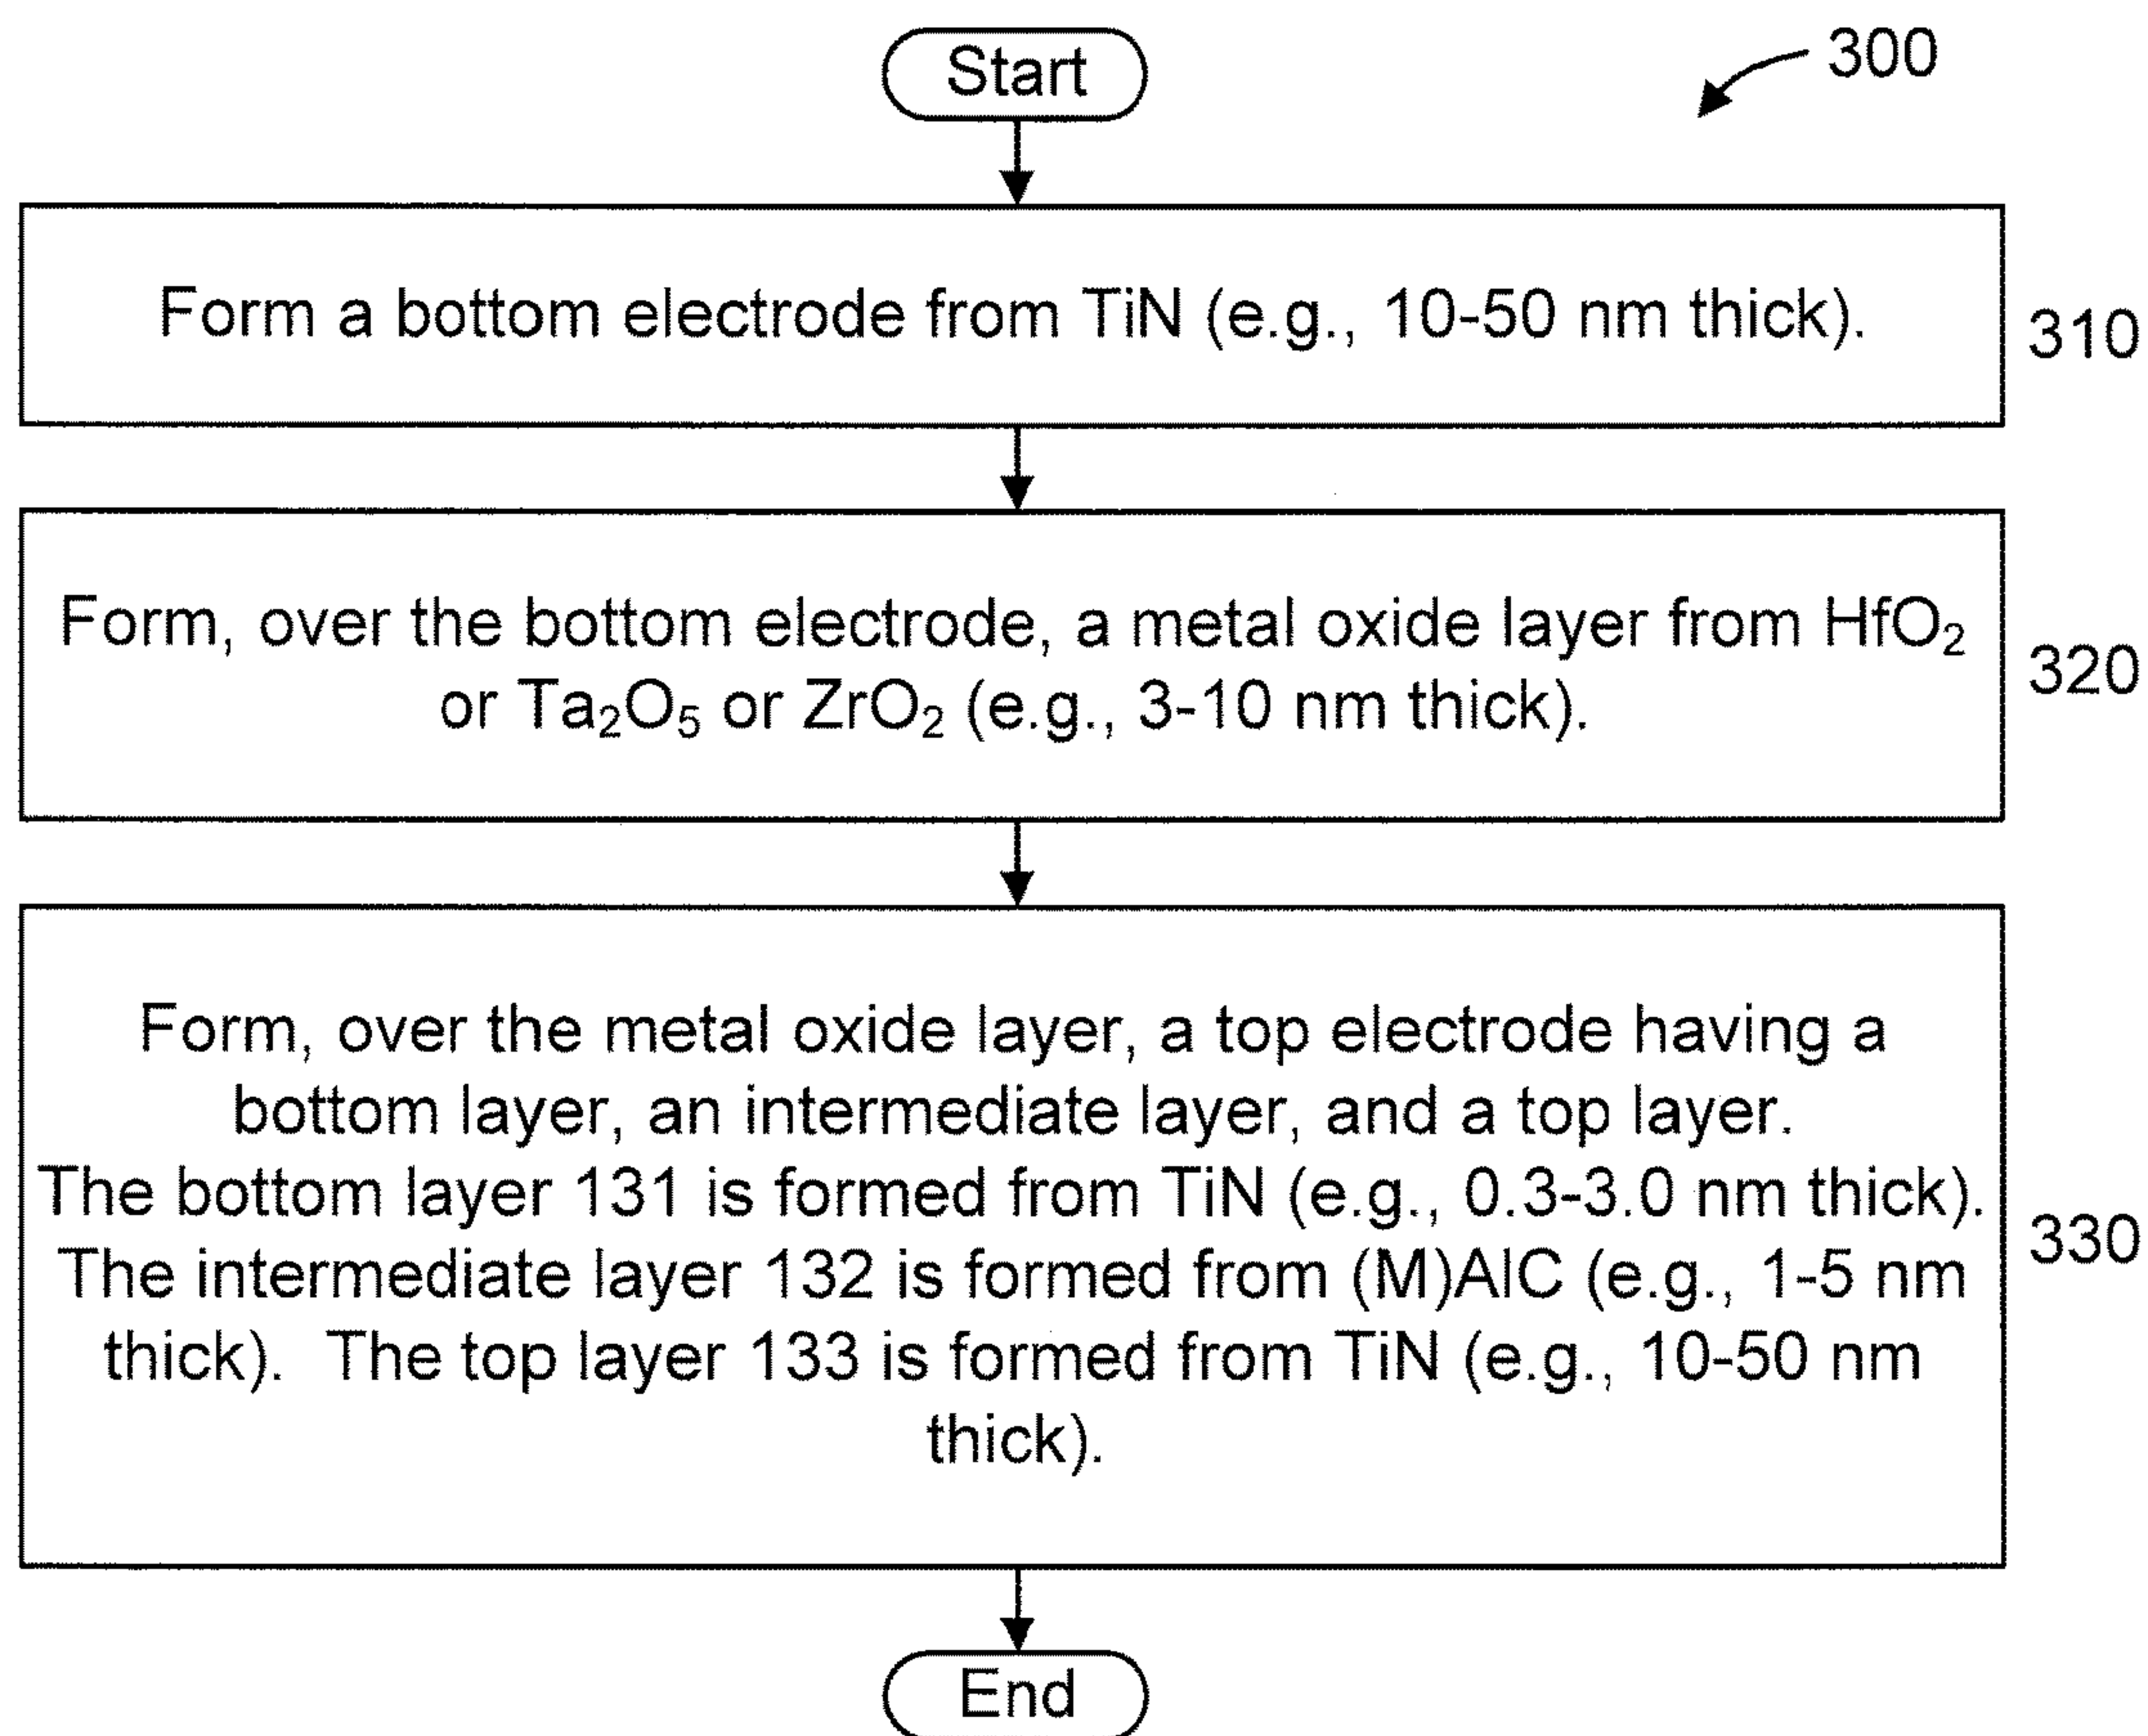 Start
300
Form a bottom electrode from TiN (e.g., 10-50 nm thick).
310
Form, over the bottom electrode, a metal oxide layer from HfO₂
or Ta₂O₅ or ZrO₂ (e.g., 3-10 nm thick).
320
Form, over the metal oxide layer, a top electrode having a
bottom layer, an intermediate layer, and a top layer.
The bottom layer 131 is formed from TiN (e.g., 0.3-3.0 nm thick).
The intermediate layer 132 is formed from (M)AlC (e.g., 1-5 nm
thick).  The top layer 133 is formed from TiN (e.g., 10-50 nm
thick).
330
End